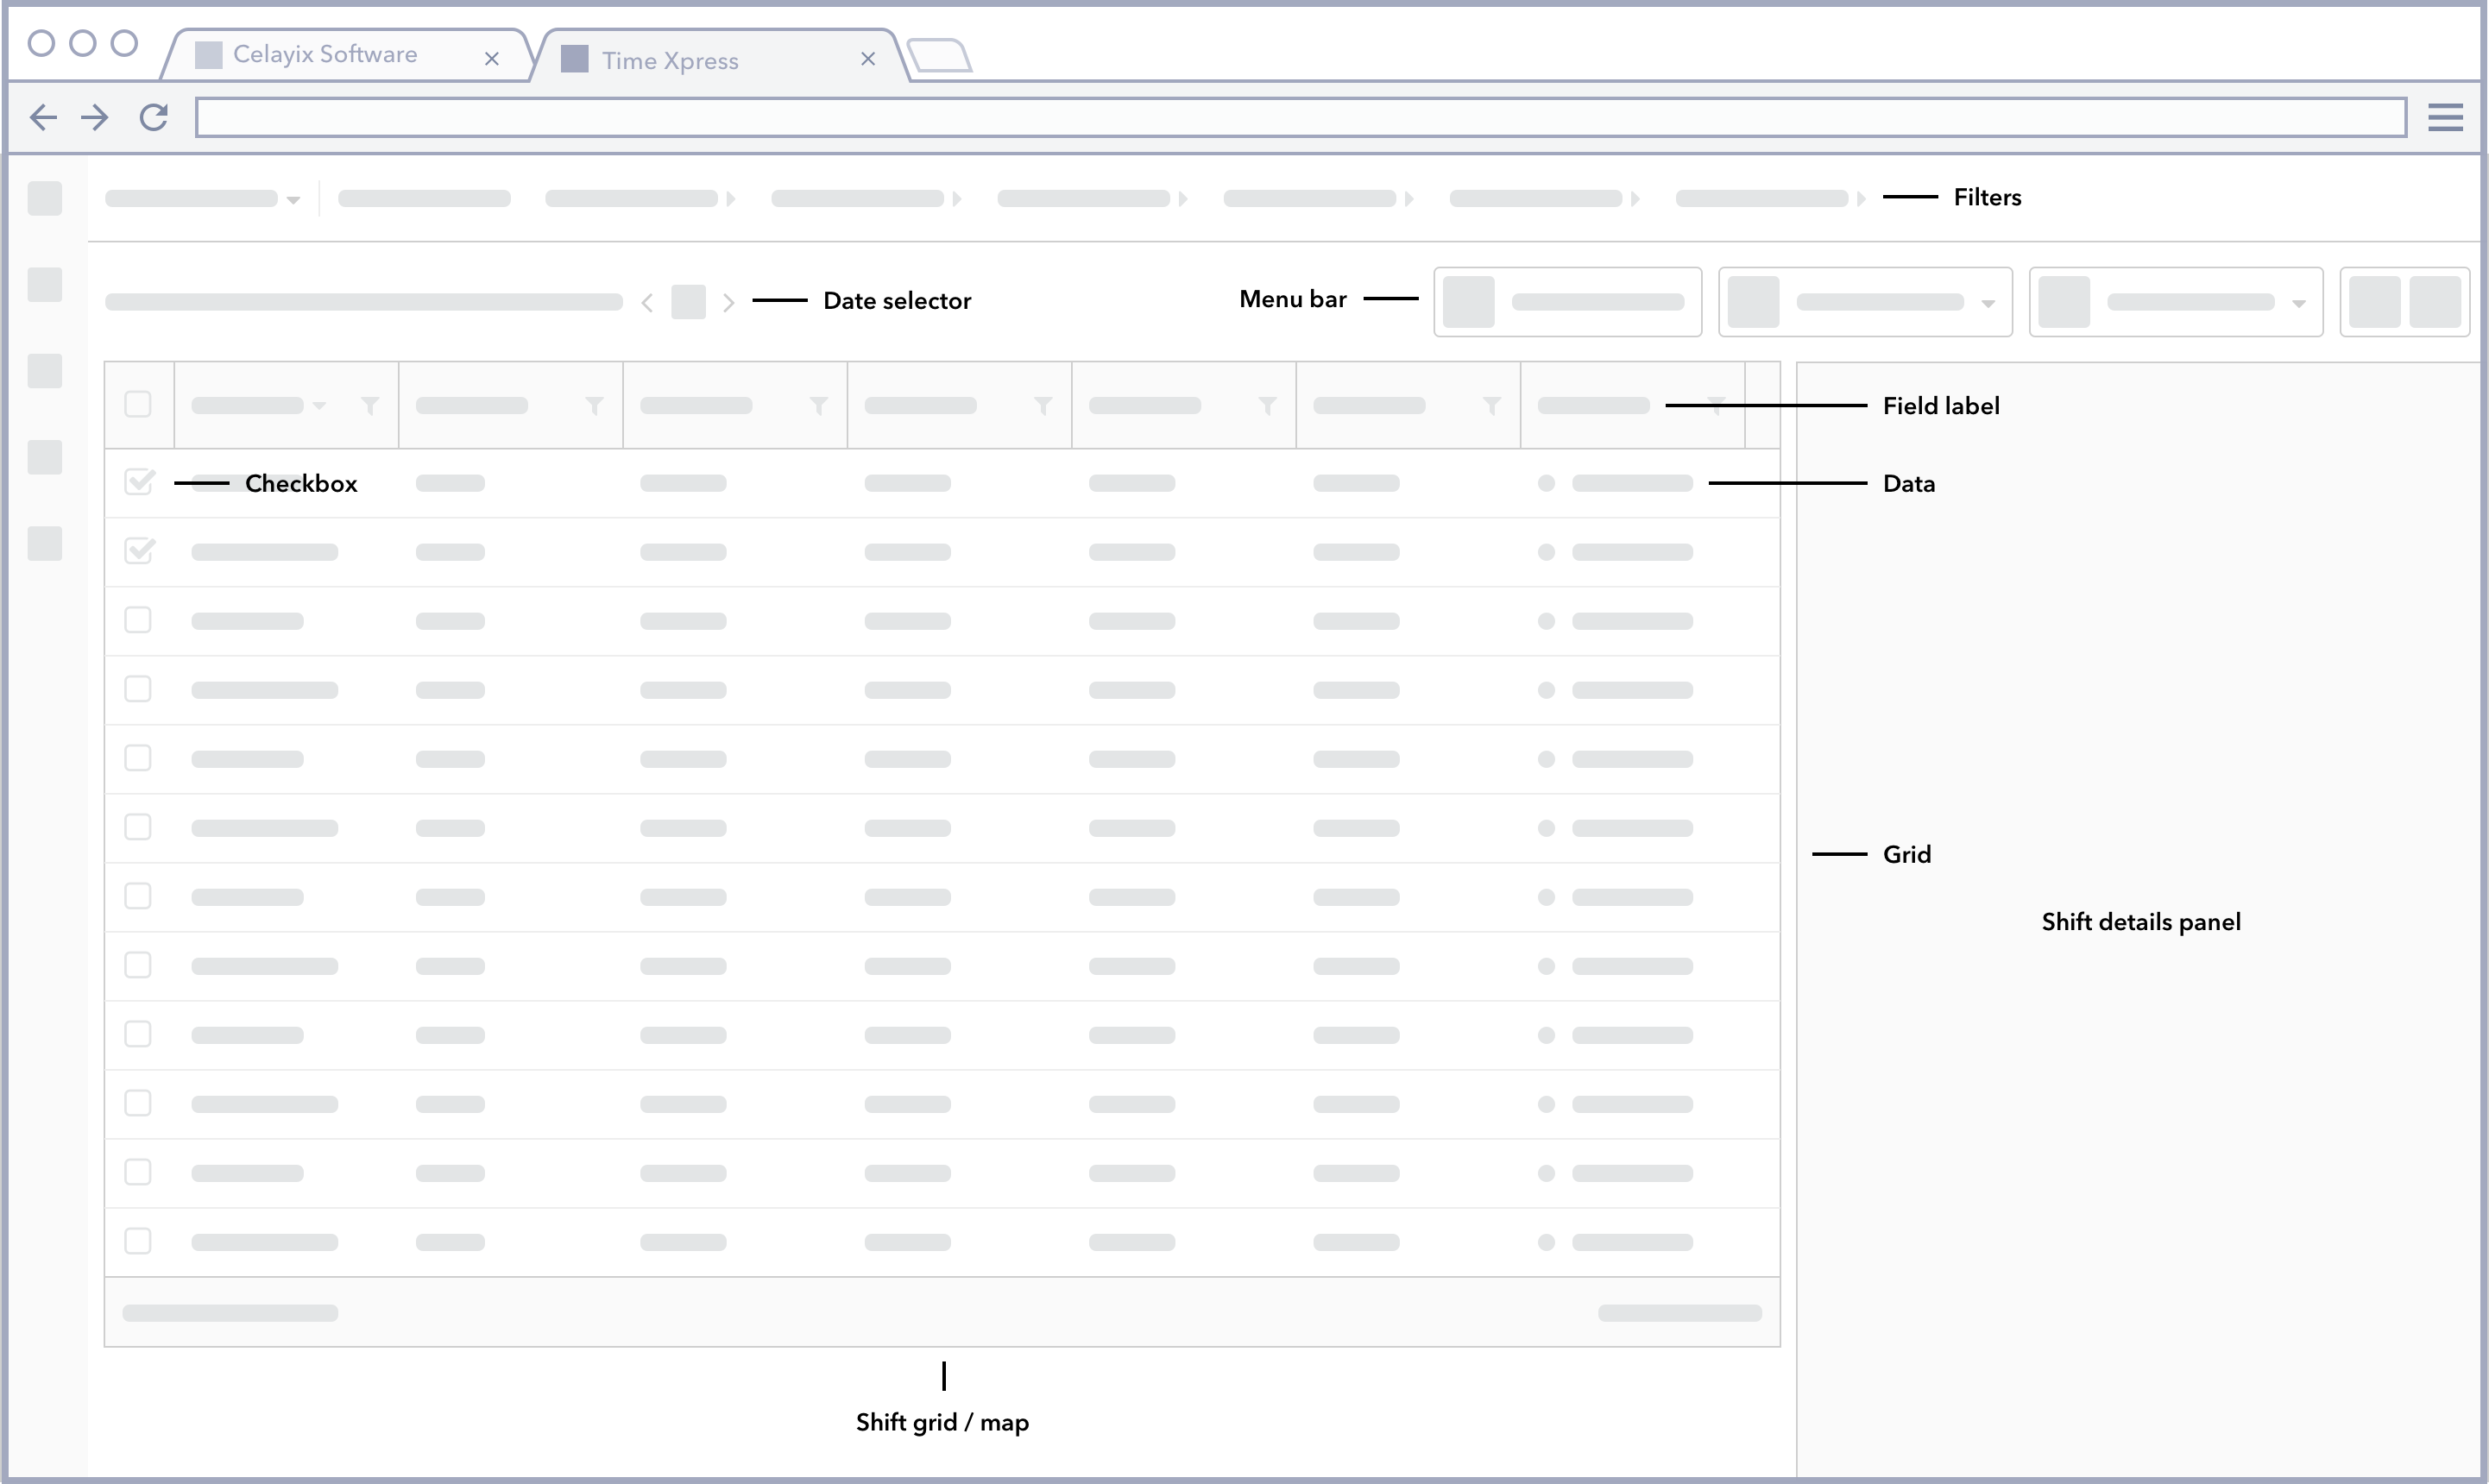 Celayix Software
Time Xpress
Filters
Date selector
Menu bar
Field label
Checkbox
Data
Grid
Shift details panel
Shift grid / map